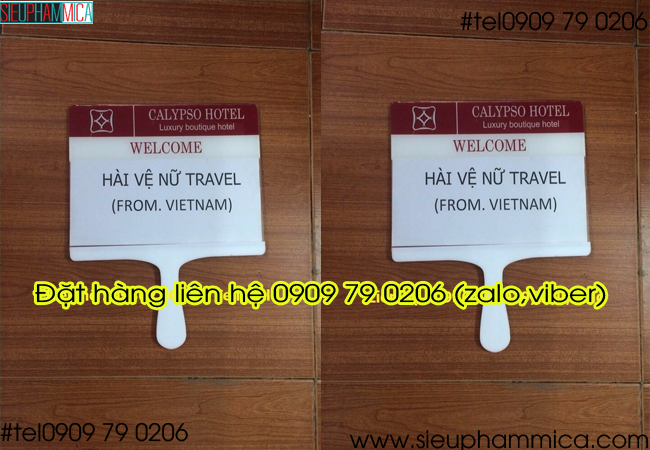 SIEUPHAMMICA
#tel0909 79 0206
CALYPSO HOTEL
Luxury boutique hotel
WELCOME
HÀI VỆ NỮ TRAVEL
(FROM. VIETNAM)
CALYPSO HOTEL
Luxury boutique hotel
WELCOME
HÀI VỆ NỮ TRAVEL
(FROM. VIETNAM)
Đặt hàng liên hệ 0909 79 0206 (zalo,viber)
#tel0909 79 0206
www.sieuphammica.com